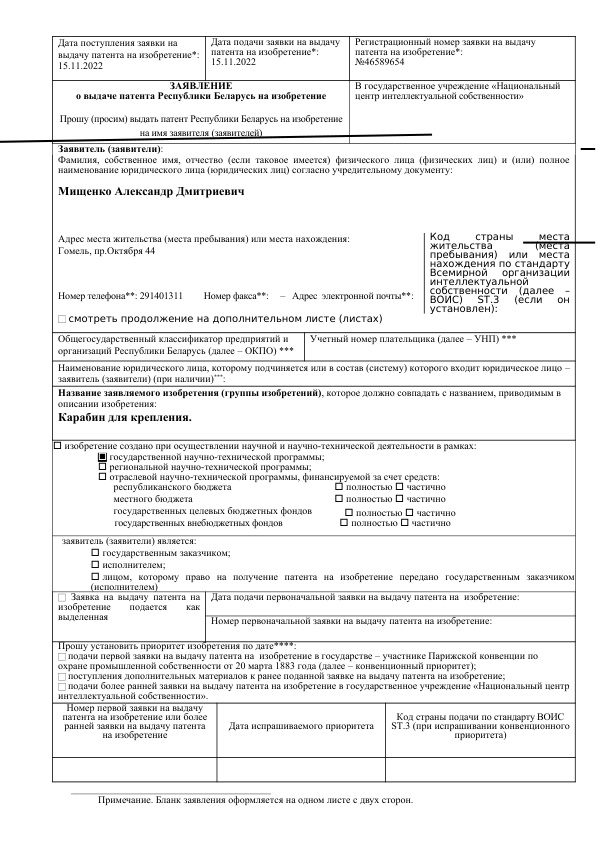 Дата поступления заявки на
выдачу патента на изобретение*:
15.11.2022
Дата подачи заявки на выдачу
патента на изобретение*:
15.11.2022
Регистрационный номер заявки на выдачу
патента на изобретение*:
№46589654
ЗАЯВЛЕНИЕ
о выдаче патента Республики Беларусь на изобретение
Прошу (просим) выдать патент Республики Беларусь на изобретение
на имя заявителя (заявителей)
В государственное учреждение «Национальный
центр интеллектуальной собственности»
Заявитель (заявители):
Фамилия, собственное имя, отчество (если таковое имеется) физического лица (физических лиц) и (или) полное
наименование юридического лица (юридических лиц) согласно учредительному документу:
Мищенко Александр Дмитриевич
Адрес места жительства (места пребывания) или места нахождения:
Гомель, пр.Октября 44
Номер телефона**: 291401311 Номер факса**: – Адрес электронной почты**:
☐ смотреть продолжение на дополнительном листе (листах)
Код страны места
жительства (места
пребывания) или места
нахождения по стандарту
Всемирной организации
интеллектуальной
собственности (далее –
ВОИС) ST.3 (если он
установлен):
Общегосударственный классификатор предприятий и
организаций Республики Беларусь (далее – ОКПО) ***
Учетный номер плательщика (далее – УНП) ***
Наименование юридического лица, которому подчиняется или в состав (систему) которого входит юридическое лицо –
заявитель (заявители) (при наличии)***:
Название заявляемого изобретения (группы изобретений), которое должно совпадать с названием, приводимым в
описании изобретения:
Карабин для крепления.
☐ изобретение создано при осуществлении научной и научно-технической деятельности в рамках:
▣ государственной научно-технической программы;
☐ региональной научно-технической программы;
☐ отраслевой научно-технической программы, финансируемой за счет средств:
республиканского бюджета ☐ полностью ☐ частично
местного бюджета ☐ полностью ☐ частично
государственных целевых бюджетных фондов ☐ полностью ☐ частично
государственных внебюджетных фондов ☐ полностью ☐ частично
заявитель (заявители) является:
☐ государственным заказчиком;
☐ исполнителем;
☐ лицом, которому право на получение патента на изобретение передано государственным заказчиком
(исполнителем)
☐ Заявка на выдачу патента на
изобретение подается как
выделенная
Дата подачи первоначальной заявки на выдачу патента на изобретение:
Номер первоначальной заявки на выдачу патента на изобретение:
Прошу установить приоритет изобретения по дате****:
☐ подачи первой заявки на выдачу патента на изобретение в государстве – участнике Парижской конвенции по
охране промышленной собственности от 20 марта 1883 года (далее – конвенционный приоритет);
☐ поступления дополнительных материалов к ранее поданной заявке на выдачу патента на изобретение;
☐ подачи более ранней заявки на выдачу патента на изобретение в государственное учреждение «Национальный центр
интеллектуальной собственности».
Номер первой заявки на выдачу
патента на изобретение или более
ранней заявки на выдачу патента
на изобретение
Дата испрашиваемого приоритета
Код страны подачи по стандарту ВОИС
ST.3 (при испрашивании конвенционного
приоритета)
Примечание. Бланк заявления оформляется на одном листе с двух сторон.